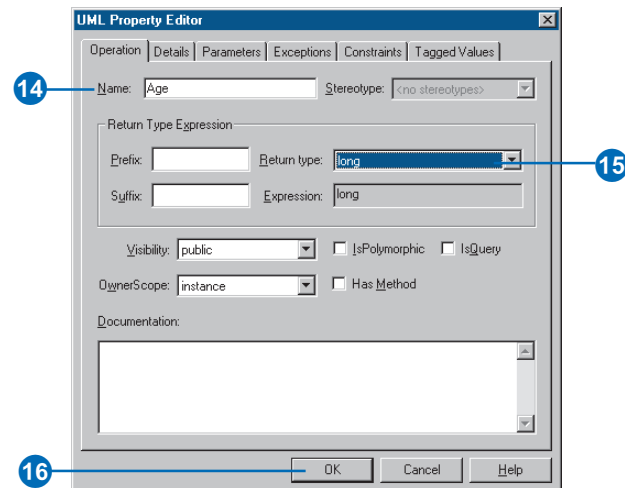 UML Property Editor
Operation Details Parameters Exceptions Constraints Tagged Values
14 Name: Age Stereotype: <no stereotypes>
Return Type Expression
Prefix: Return type: long 15
Suffix: Expression: long
Visibility: public IsPolymorphic IsQuery
OwnerScope: instance Has Method
Documentation:
16 OK Cancel Help